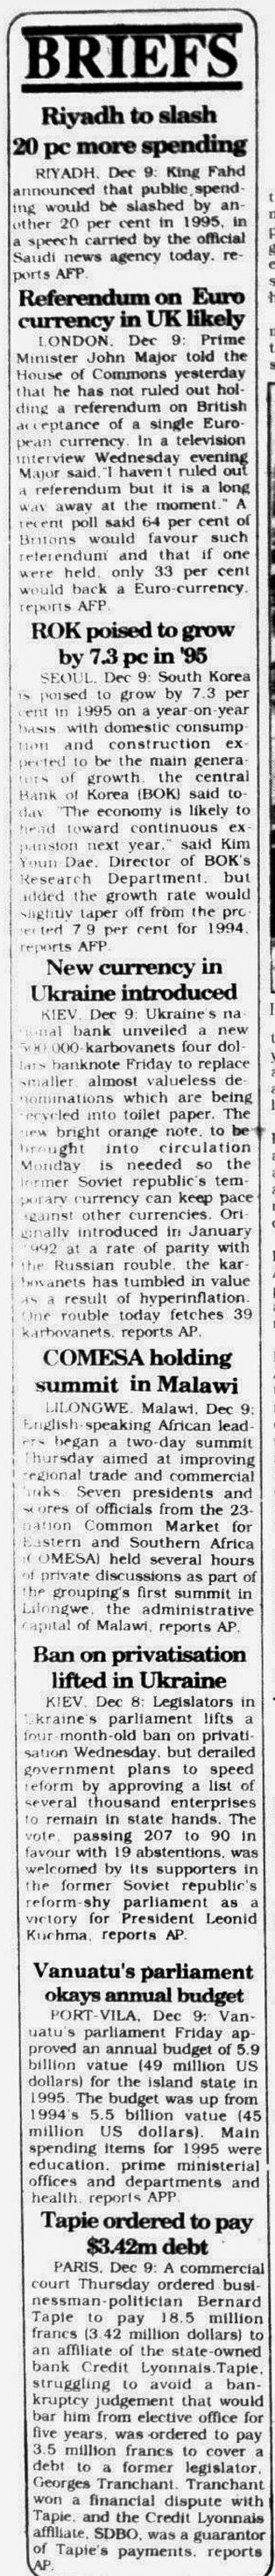 BRIEFS
Riyadh to slash
20 pc more spending
RIYADH, Dec 9: King Fahd
announced that public spend-
ing would be slashed by an-
other 20 per cent in 1995, in
a speech carried by the official
Saudi news agency today, re-
ports AFP.
Referendum on Euro
currency in UK likely
LONDON, Dec 9: Prime
Minister John Major told the
House of Commons yesterday
that he has not ruled out hol-
ding a referendum on British
acceptance of a single Euro-
pean currency. In a television
interview Wednesday evening
Major said, "I haven't ruled out
a referendum but it is a long
way away at the moment." A
recent poll said 64 per cent of
Britons would favour such
referendum and that if one
were held, only 33 per cent
would back a Euro-currency,
reports AFP.
ROK poised to grow
by 7.3 pc in '95
SEOUL, Dec 9: South Korea
is poised to grow by 7.3 per
cent in 1995 on a year-on-year
basis, with domestic consump-
tion and construction ex-
pected to be the main genera-
tors of growth, the central
Bank of Korea (BOK) said to-
day. "The economy is likely to
head toward continuous ex-
pansion next year," said Kim
Youn-Dae, Director of BOK's
Research Department, but
added the growth rate would
slightly taper off from the pro-
jected 7.9 per cent for 1994,
reports AFP.
New currency in
Ukraine introduced
KIEV, Dec 9: Ukraine's na-
tional bank unveiled a new
500,000-karbovanets four dol-
lars banknote Friday to replace
smaller almost valueless de-
nominations which are being
recycled into toilet paper. The
new bright orange note, to be
brought into circulation
Monday is needed so the
former Soviet republic's tem-
porary currency can keep pace
against other currencies. Ori-
ginally introduced in January
1992 at a rate of parity with
the Russian rouble, the kar-
bovanets has tumbled in value
as a result of hyperinflation.
One rouble today fetches 39
karbovanets, reports AP.
COMESA holding
summit in Malawi
LILONGWE, Malawi, Dec 9:
English-speaking African lead-
ers began a two-day summit
Thursday aimed at improving
regional trade and commercial
links. Seven presidents and
scores of officials from the 23-
nation Common Market for
Eastern and Southern Africa
(COMESA) held several hours
of private discussions as part of
the grouping's first summit in
Lilongwe, the administrative
capital of Malawi, reports AP.
Ban on privatisation
lifted in Ukraine
KIEV, Dec 8: Legislators in
Ukraine's parliament lifts a
four-month-old ban on privati-
sation Wednesday, but derailed
government plans to speed
reform by approving a list of
several thousand enterprises
to remain in state hands. The
vote, passing 207 to 90 in
favour with 19 abstentions, was
welcomed by its supporters in
the former Soviet republic's
reform-shy parliament as a
victory for President Leonid
Kuchma, reports AP.
Vanuatu's parliament
okays annual budget
PORT-VILA, Dec 9: Van-
uatu's parliament Friday ap-
proved an annual budget of 5.9
billion vatue (49 million US
dollars) for the island state in
1995. The budget was up from
1994's 5.5 billion vatue (45
million US dollars). Main
spending items for 1995 were
education, prime ministerial
offices and departments and
health, reports APP.
Tapie ordered to pay
$3.42m debt
PARIS, Dec 9: A commercial
court Thursday ordered busi-
nessman-politician Bernard
Tapie to pay 18.5 million
francs (3.42 million dollars) to
an affiliate of the state-owned
bank Credit Lyonnais.Tapie,
struggling to avoid a ban-
kruptcy judgement that would
bar him from elective office for
five years, was ordered to pay
3.5 million francs to cover a
debt to a former legislator,
Georges Tranchant. Tranchant
won a financial dispute with
Tapie, and the Credit Lyonnais
affiliate, SDBO, was a guarantor
of Tapie's payments, reports
AP.